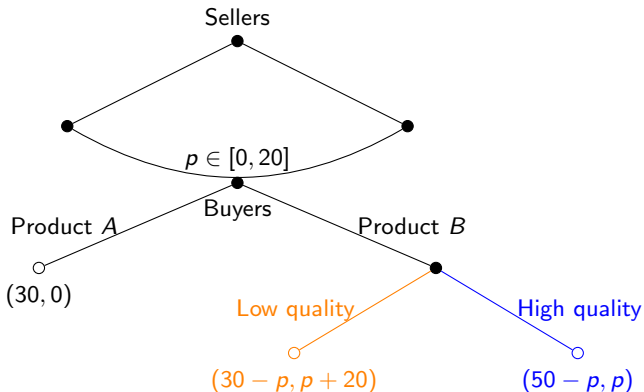 Sellers
p ∈ [0, 20]
Buyers
Product A
Product B
(30, 0)
Low quality
High quality
(30 − p, p + 20)
(50 − p, p)